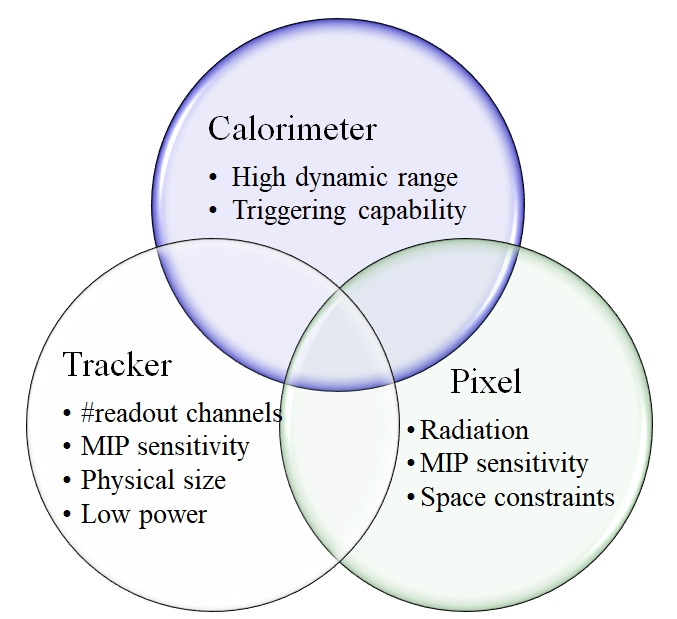 Calorimeter
• High dynamic range
• Triggering capability
Tracker
• #readout channels
• MIP sensitivity
• Physical size
• Low power
Pixel
• Radiation
• MIP sensitivity
• Space constraints